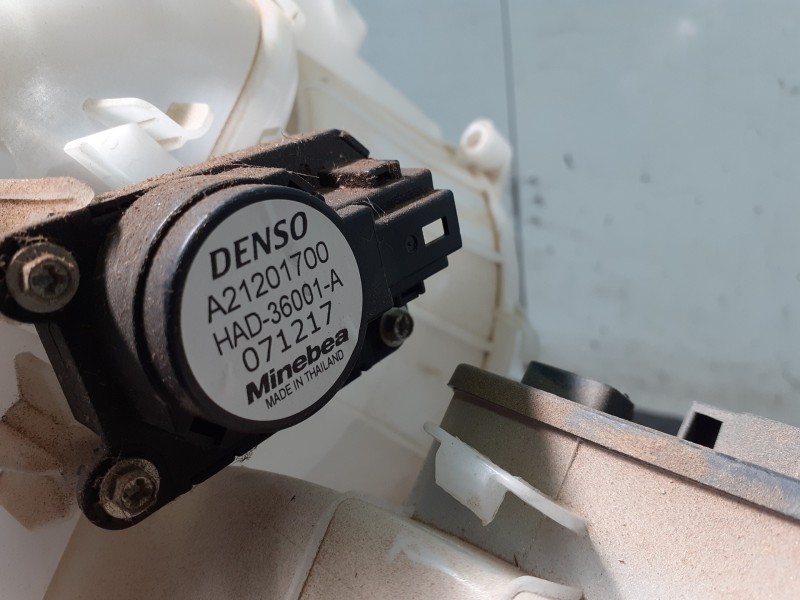 DENSO
A21201700
HAD-36001-A
071217
Minebea
MADE IN THAILAND